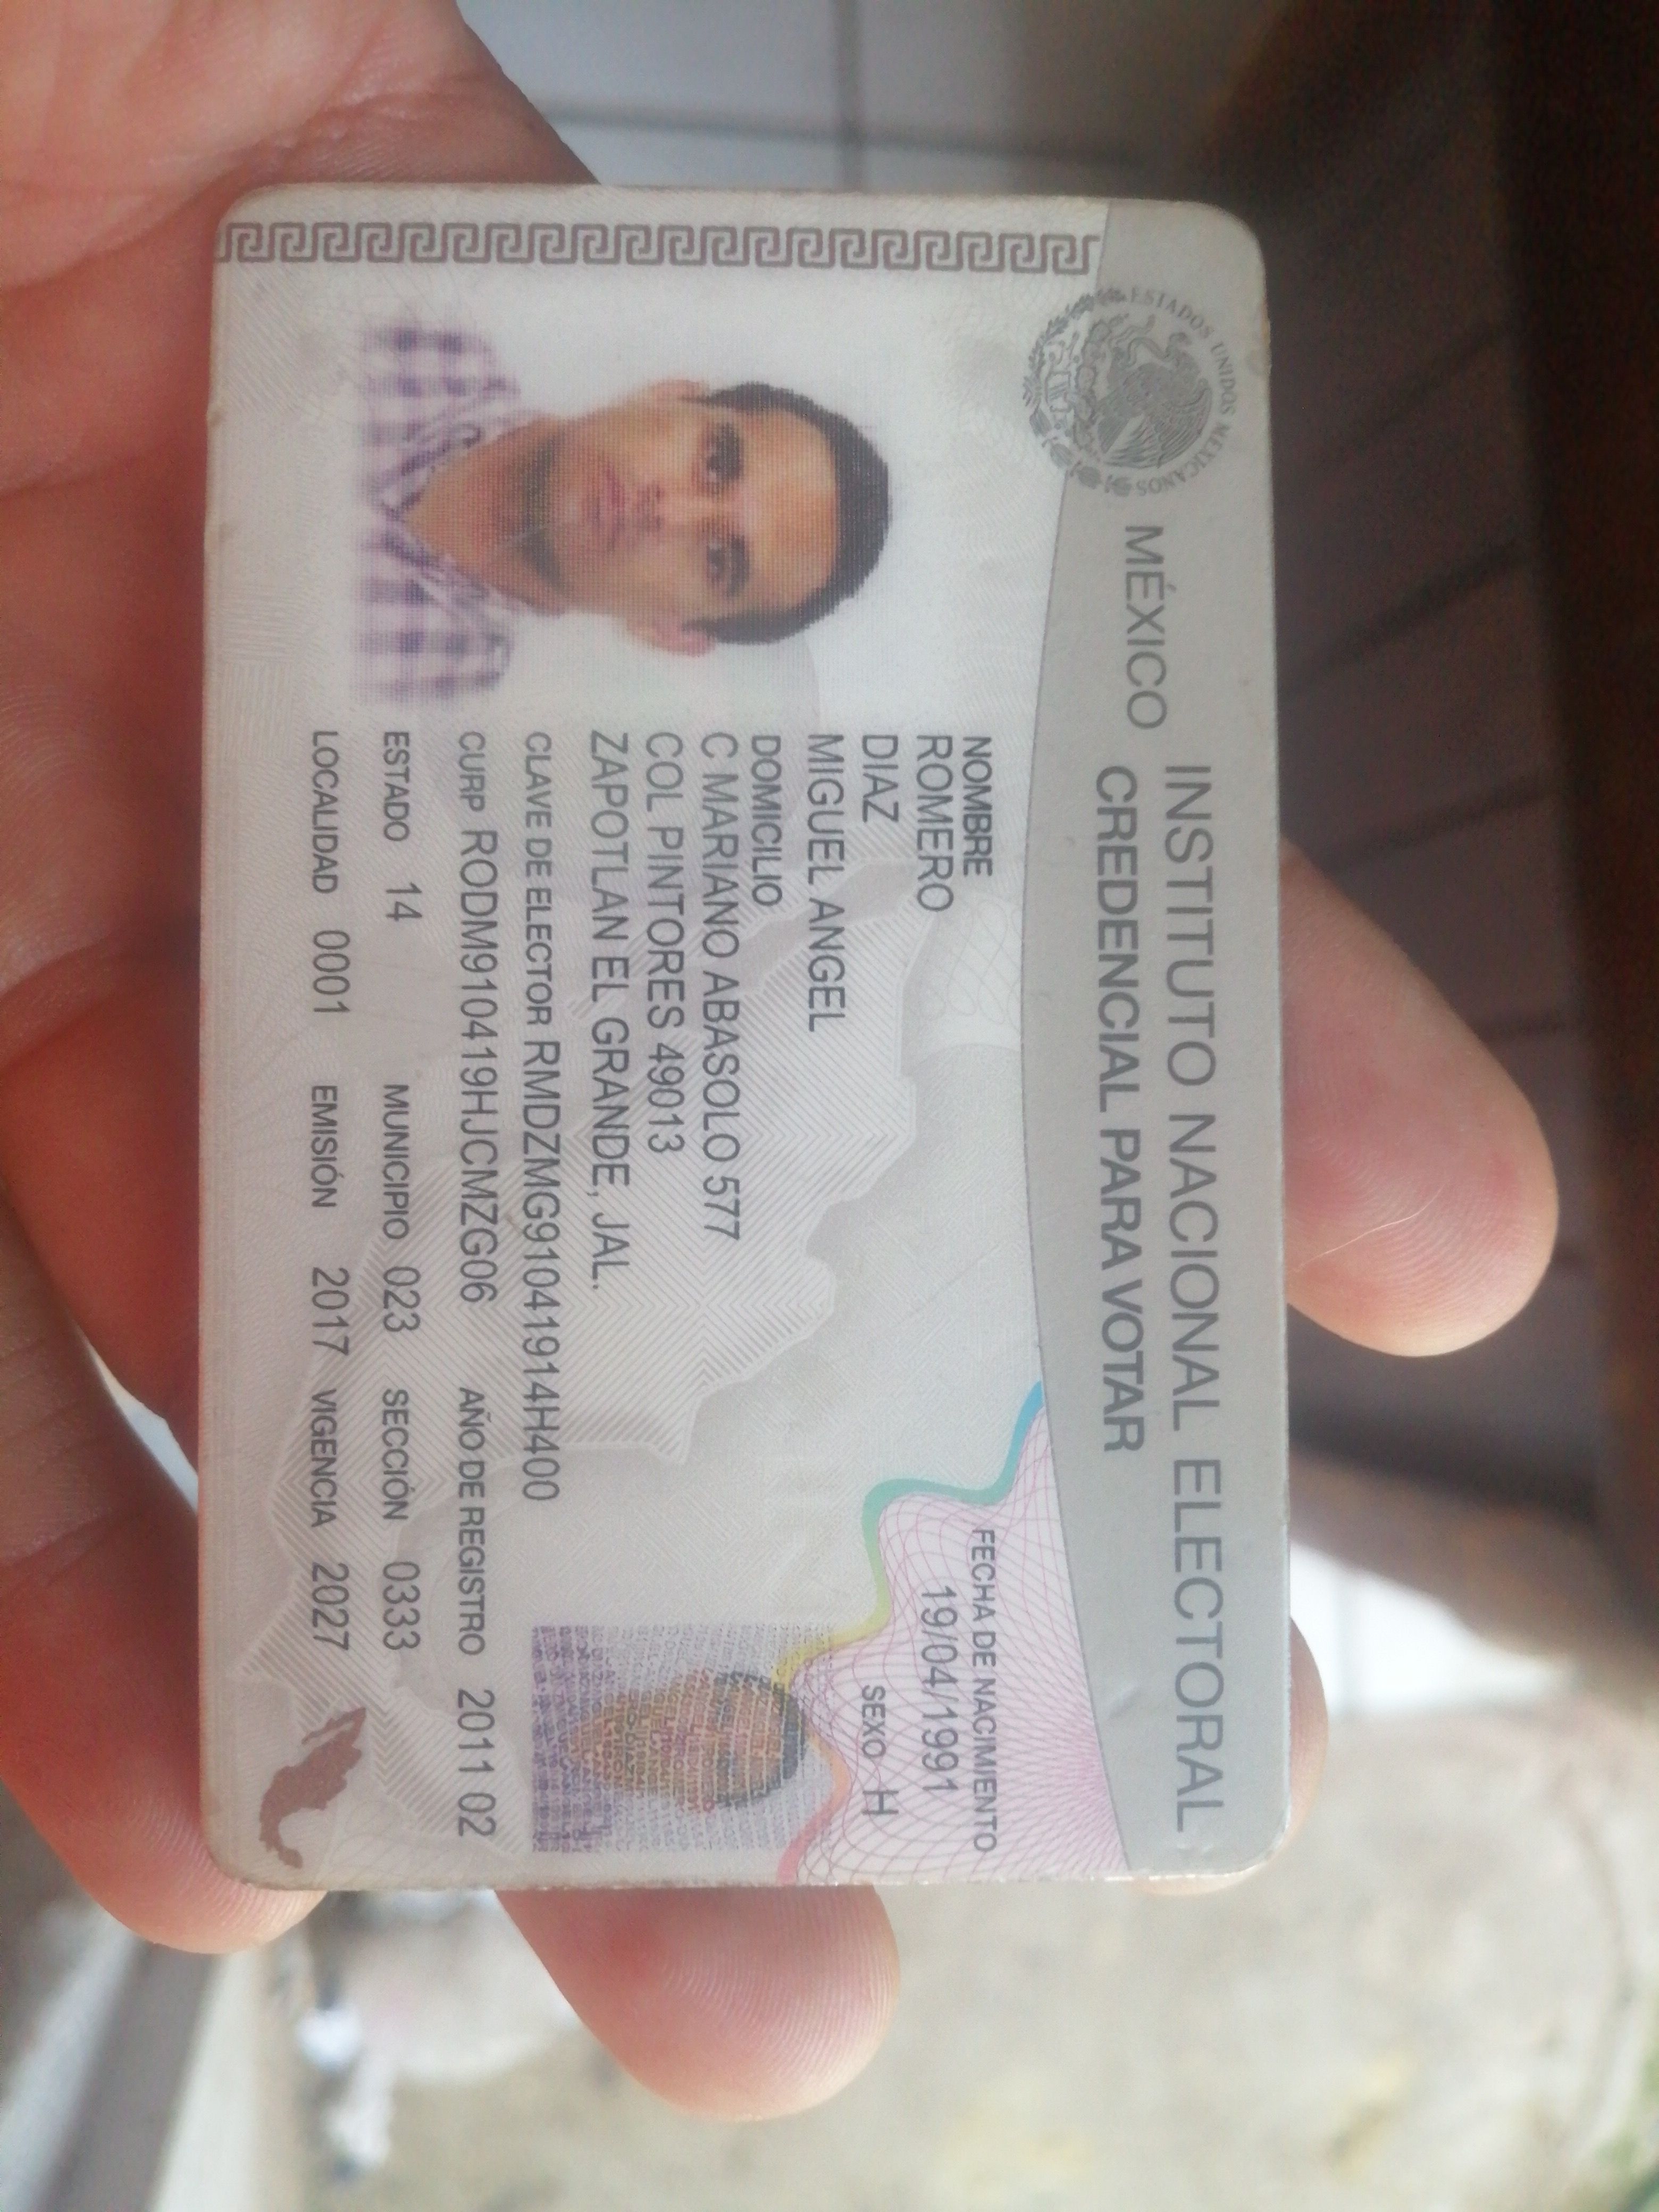 ESTADOS UNIDOS MEXICANOS
MÉXICO
INSTITUTO NACIONAL ELECTORAL
CREDENCIAL PARA VOTAR
NOMBRE
ROMERO
DIAZ
MIGUEL ANGEL
FECHA DE NACIMIENTO
19/04/1991
SEXO H
DOMICILIO
C MARIANO ABASOLO 577
COL PINTORES 49013
ZAPOTLAN EL GRANDE, JAL.
CLAVE DE ELECTOR RMDZMG91041914H400
CURP RODM910419HJCMZG06 AÑO DE REGISTRO 2011 02
ESTADO 14 MUNICIPIO 023 SECCIÓN 0333
LOCALIDAD 0001 EMISIÓN 2017 VIGENCIA 2027